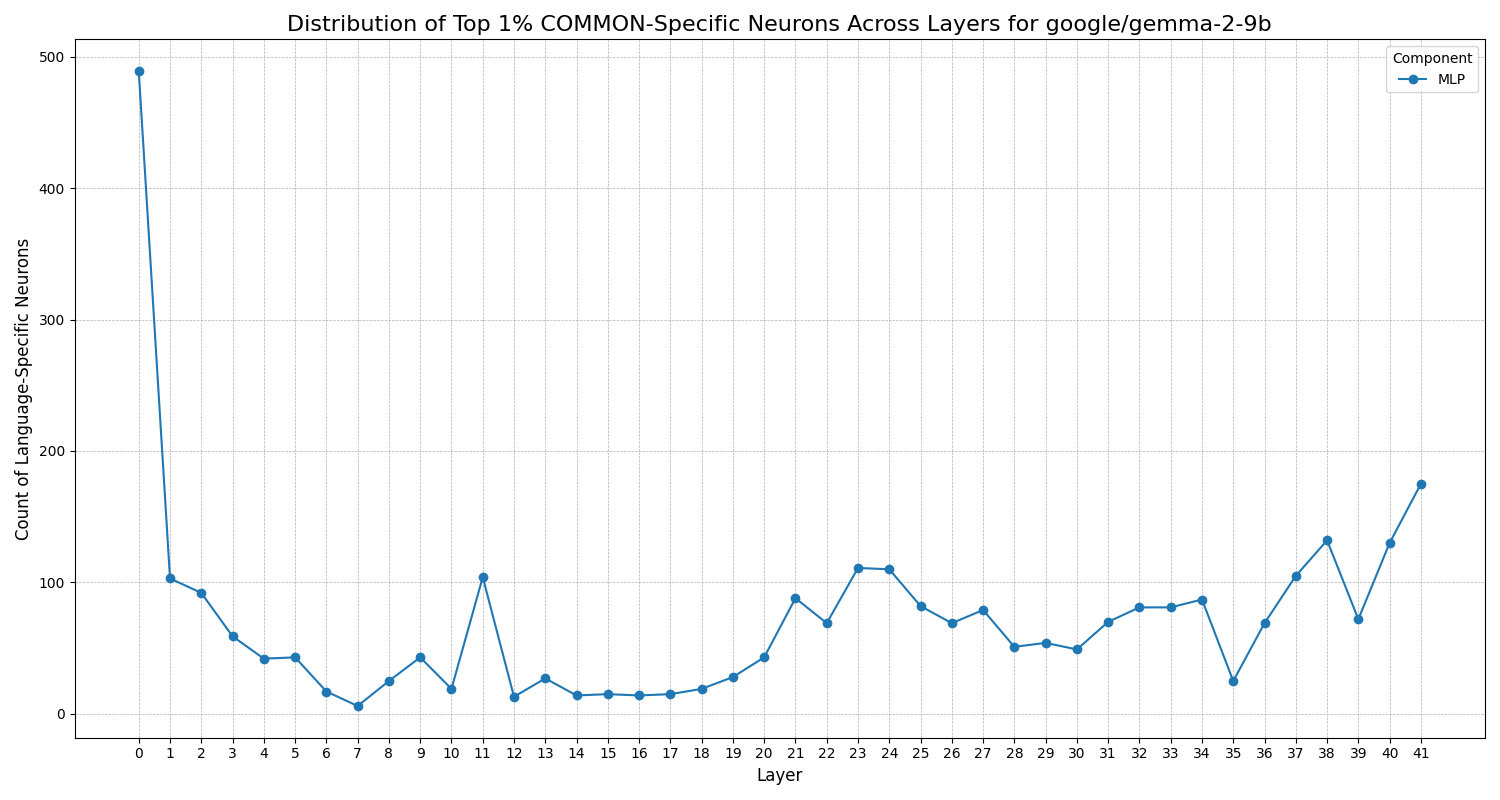 Distribution of Top 1% COMMON-Specific Neurons Across Layers for google/gemma-2-9b
Component
MLP
Count of Language-Specific Neurons
500
400
300
200
100
0
0 1 2 3 4 5 6 7 8 9 10 11 12 13 14 15 16 17 18 19 20 21 22 23 24 25 26 27 28 29 30 31 32 33 34 35 36 37 38 39 40 41
Layer